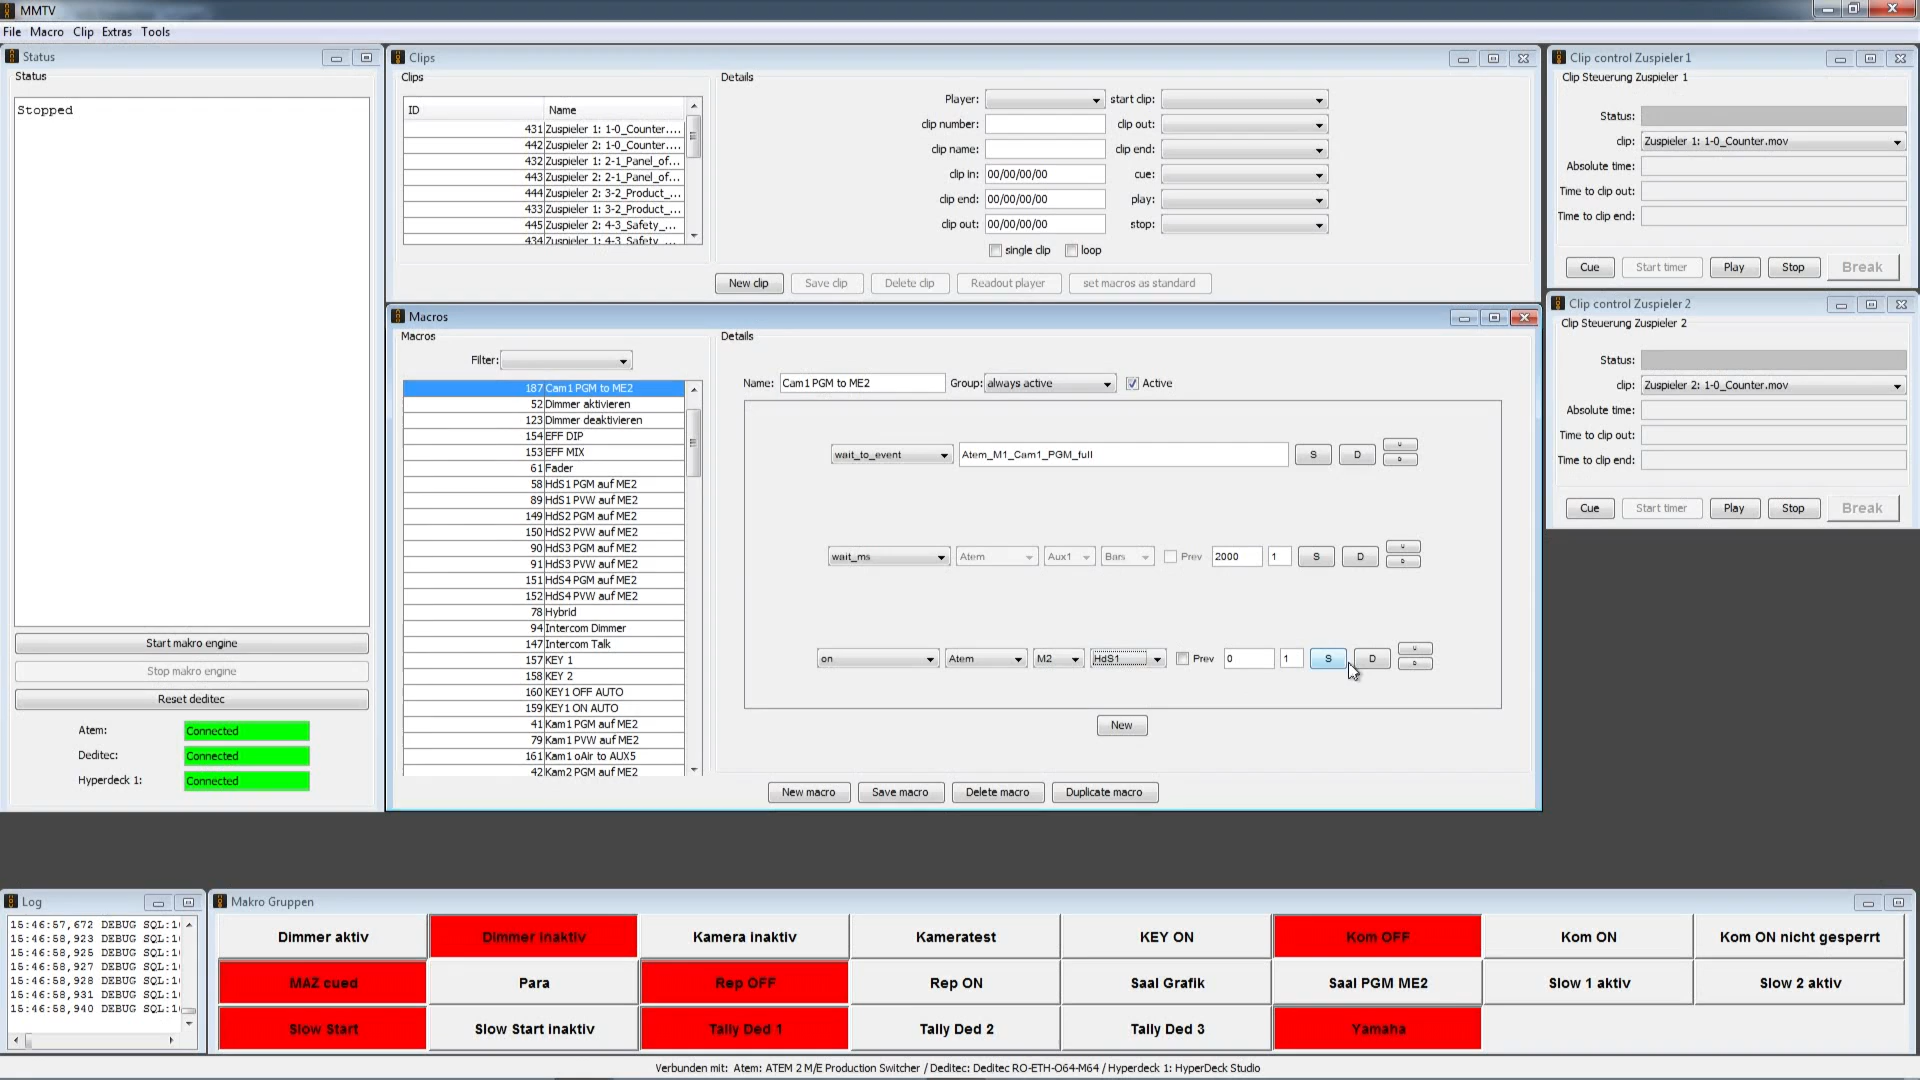 MMTV
File Macro Clip Extras Tools
Status
Status
Stopped
Start makro engine
Stop makro engine
Reset deditec
Atem: Connected
Deditec: Connected
Hyperdeck 1: Connected
Clips
Clips
ID Name
431 Zuspieler 1: 1-0_Counter....
442 Zuspieler 2: 1-0_Counter....
432 Zuspieler 1: 2-1_Panel_of...
443 Zuspieler 2: 2-1_Panel_of...
444 Zuspieler 2: 3-2_Product_...
433 Zuspieler 1: 3-2_Product_...
445 Zuspieler 2: 4-3_Safety_...
434 Zuspieler 1: 4-3_Safety_...
Details
Player: start clip:
clip number: clip out:
clip name: clip end:
clip in: 00/00/00/00 cue:
clip end: 00/00/00/00 play:
clip out: 00/00/00/00 stop:
single clip loop
New clip Save clip Delete clip Readout player set macros as standard
Macros
Macros
Filter:
187 Cam1 PGM to ME2
52 Dimmer aktivieren
123 Dimmer deaktivieren
154 EFF DIP
153 EFF MIX
61 Fader
58 HdS1 PGM auf ME2
89 HdS1 PVW auf ME2
149 HdS2 PGM auf ME2
150 HdS2 PVW auf ME2
90 HdS3 PGM auf ME2
91 HdS3 PVW auf ME2
151 HdS4 PGM auf ME2
152 HdS4 PVW auf ME2
78 Hybrid
94 Intercom Dimmer
147 Intercom Talk
157 KEY 1
158 KEY 2
160 KEY1 OFF AUTO
159 KEY1 ON AUTO
41 Kam1 PGM auf ME2
79 Kam1 PVW auf ME2
161 Kam1 oAir to AUX5
42 Kam2 PGM auf ME2
Details
Name: Cam1 PGM to ME2 Group: always active Active
wait_to_event Atem_M1_Cam1_PGM_full S D U D
wait_ms Atem Aux1 Bars Prev 2000 1 S D U D
on Atem M2 HdS1 Prev 0 1 S D U D
New
New macro Save macro Delete macro Duplicate macro
Clip control Zuspieler 1
Clip Steuerung Zuspieler 1
Status:
clip: Zuspieler 1: 1-0_Counter.mov
Absolute time:
Time to clip out:
Time to clip end:
Cue Start timer Play Stop Break
Clip control Zuspieler 2
Clip Steuerung Zuspieler 2
Status:
clip: Zuspieler 2: 1-0_Counter.mov
Absolute time:
Time to clip out:
Time to clip end:
Cue Start timer Play Stop Break
Log
15:46:57,672 DEBUG SQL:1
15:46:58,923 DEBUG SQL:1
15:46:58,925 DEBUG SQL:1
15:46:58,927 DEBUG SQL:1
15:46:58,928 DEBUG SQL:1
15:46:58,931 DEBUG SQL:1
15:46:58,940 DEBUG SQL:1
Makro Gruppen
Dimmer aktiv Dimmer inaktiv Kamera inaktiv Kameratest KEY ON Kom OFF Kom ON Kom ON nicht gesperrt
MAZ cued Para Rep OFF Rep ON Saal Grafik Saal PGM ME2 Slow 1 aktiv Slow 2 aktiv
Slow Start Slow Start inaktiv Tally Ded 1 Tally Ded 2 Tally Ded 3 Yamaha
Verbunden mit: Atem: ATEM 2 M/E Production Switcher / Deditec: Deditec RO-ETH-O64-M64 / Hyperdeck 1: HyperDeck Studio